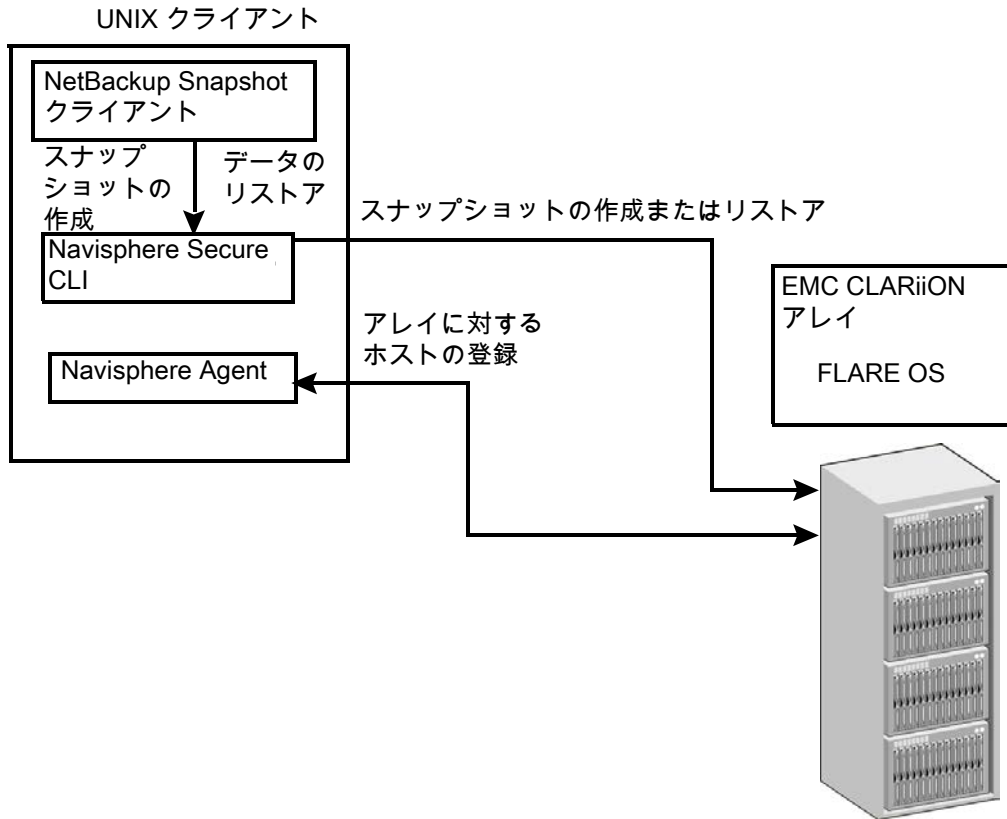 UNIX クライアント
NetBackup Snapshot
クライアント
スナップ
ショットの
作成
データの
リストア
スナップショットの作成またはリストア
Navisphere Secure
CLI
アレイに対する
ホストの登録
Navisphere Agent
EMC CLARiiON
アレイ
FLARE OS